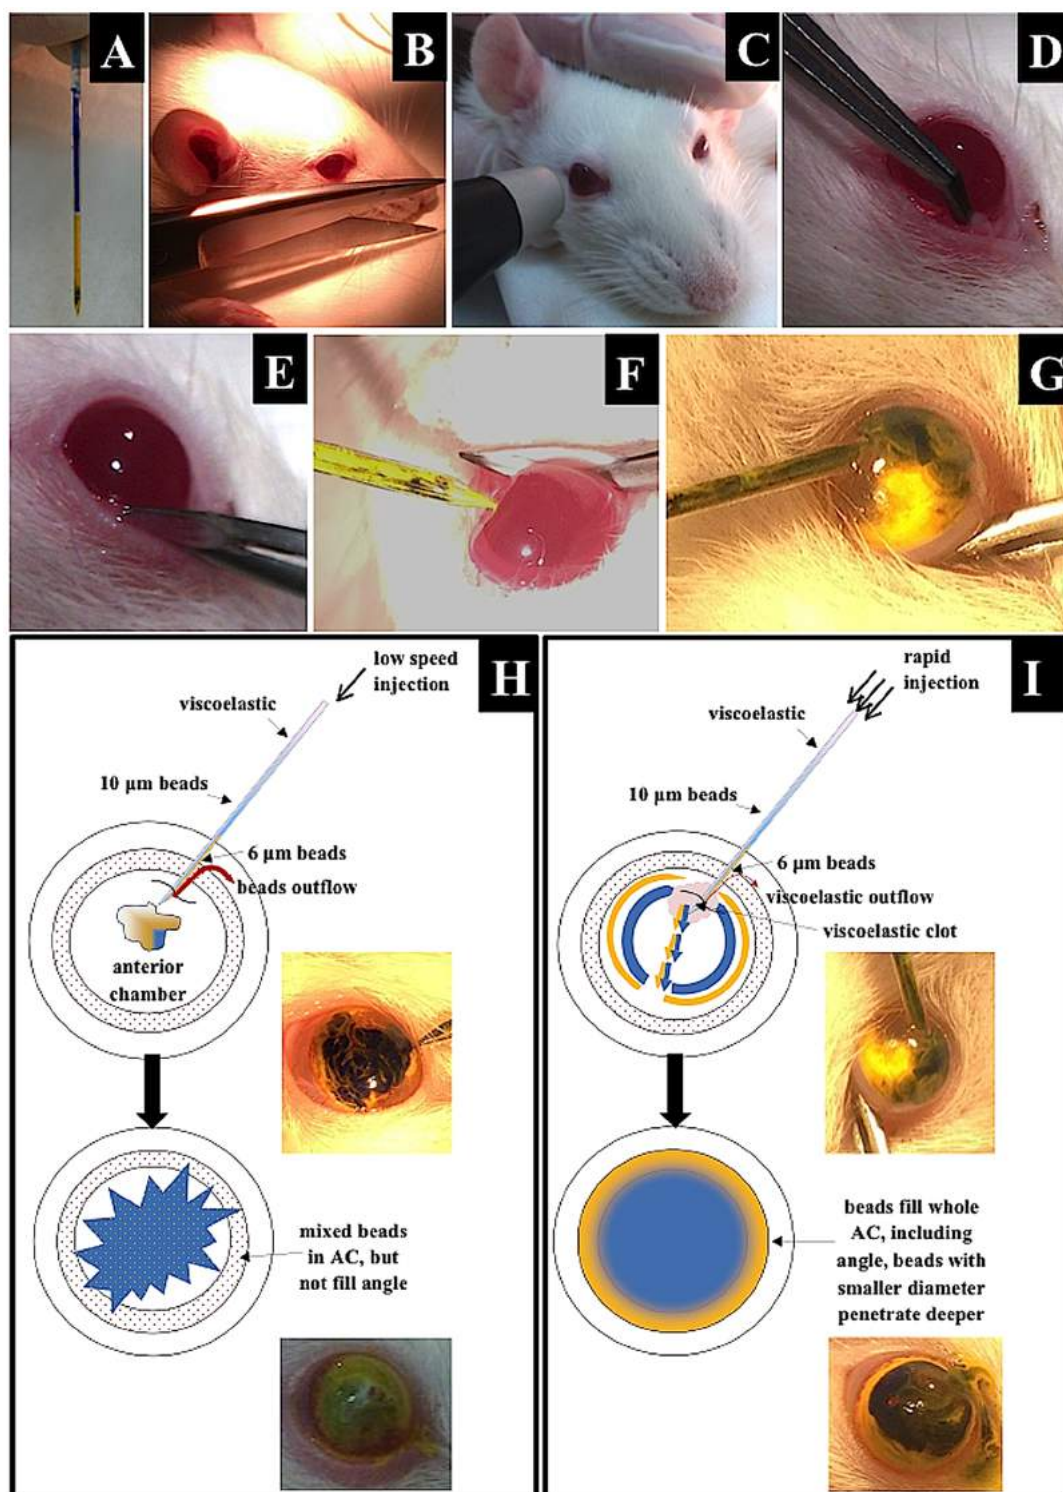 A
B
C
D
E
F
G
H
low speed
injection
viscoelastic
10 µm beads
6 µm beads
beads outflow
anterior
chamber
mixed beads
in AC, but
not fill angle
I
rapid
injection
viscoelastic
10 µm beads
6 µm beads
viscoelastic outflow
viscoelastic clot
beads fill whole
AC, including
angle, beads with
smaller diameter
penetrate deeper